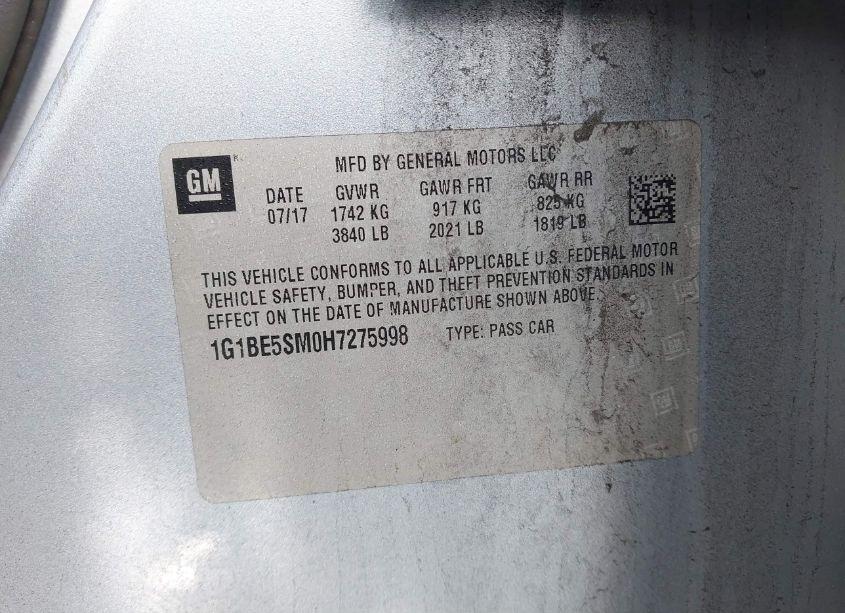 GM
MFD BY GENERAL MOTORS LLC
DATE GVWR GAWR FRT GAWR RR
07/17 1742 KG 917 KG 825 KG
3840 LB 2021 LB 1819 LB
THIS VEHICLE CONFORMS TO ALL APPLICABLE U.S. FEDERAL MOTOR
VEHICLE SAFETY, BUMPER, AND THEFT PREVENTION STANDARDS IN
EFFECT ON THE DATE OF MANUFACTURE SHOWN ABOVE.
1G1BE5SM0H7275998 TYPE: PASS CAR
GM
GM